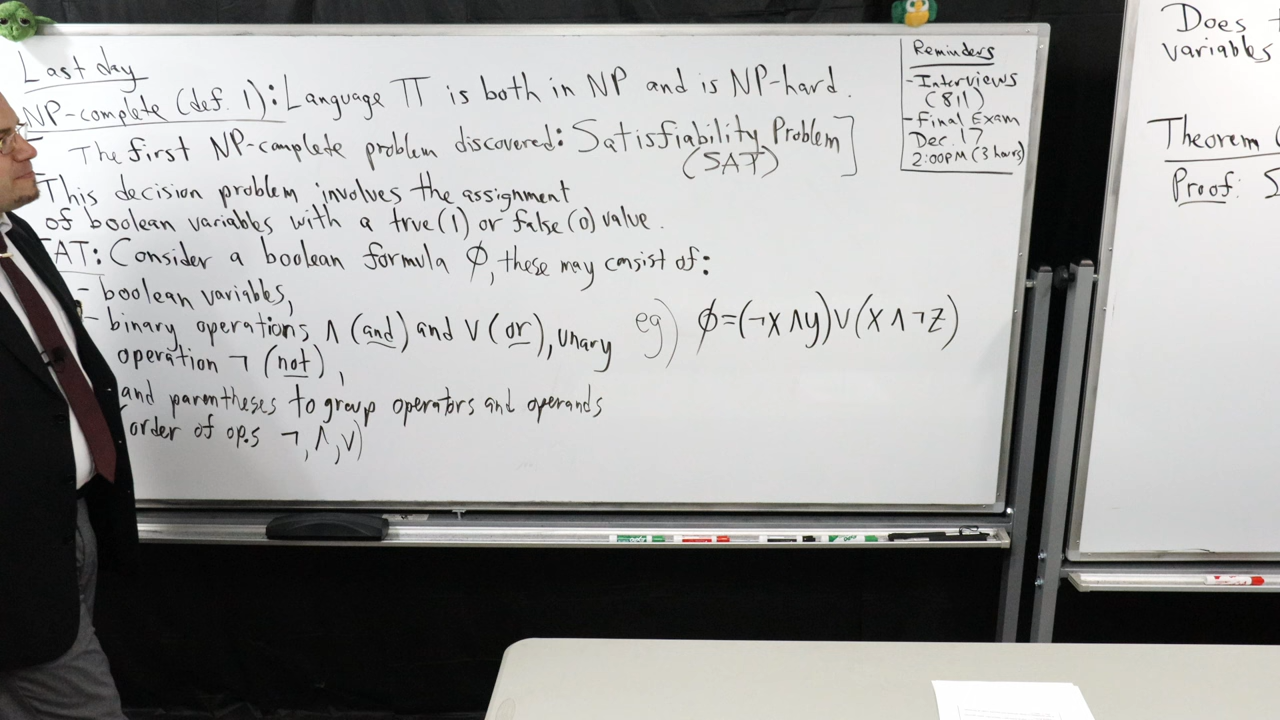 Last day
NP-complete (def. 1): Language Π is both in NP and is NP-hard.
The first NP-complete problem discovered: Satisfiability Problem
(SAT)
This decision problem involves the assignment
of boolean variables with a true(1) or false(0) value.
AT: Consider a boolean formula φ, these may consist of:
- boolean variables,
- binary operations ∧ (and) and ∨ (or), unary
operation ¬ (not),
and parentheses to group operators and operands
(order of op.s ¬, ∧, ∨)
eg) φ=(¬x∧y)∨(x∧¬z)
Reminders
- Interviews
(811)
- Final Exam
Dec. 17
2:00PM (3 hours)
Does
variables
Theorem (
Proof: